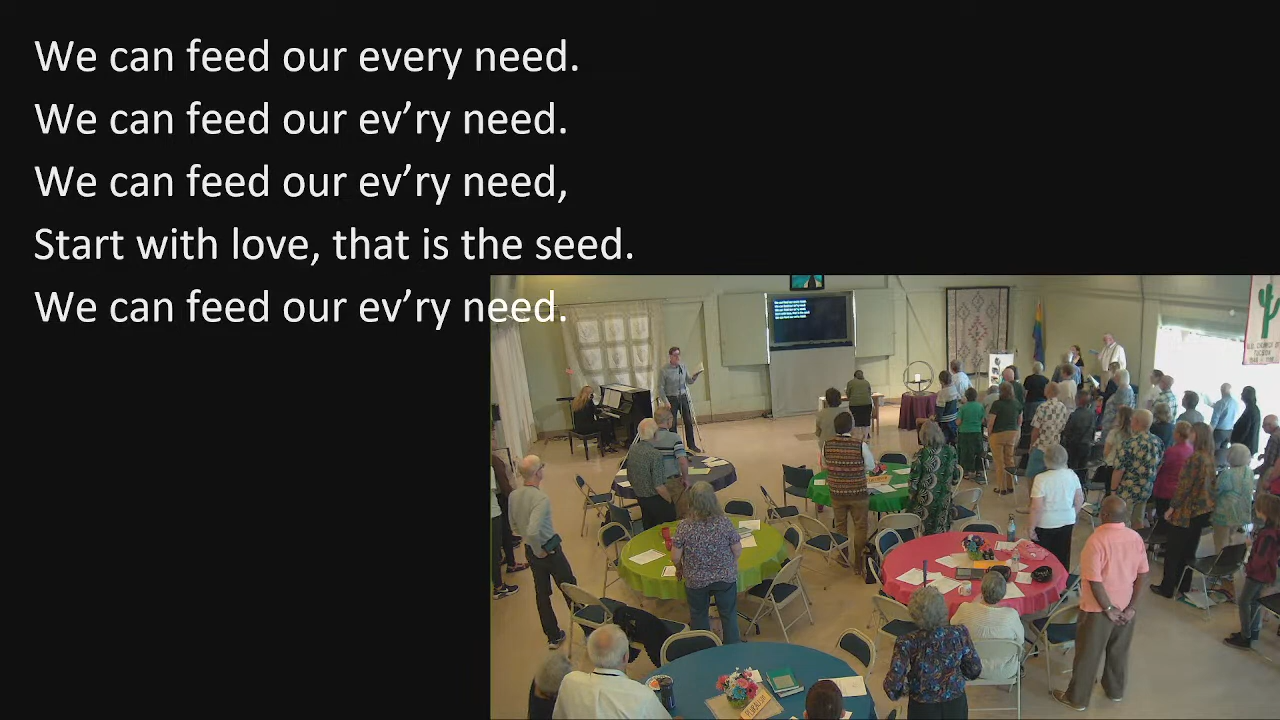 We can feed our every need.
We can feed our ev’ry need.
We can feed our ev’ry need,
Start with love, that is the seed.
We can feed our ev’ry need.